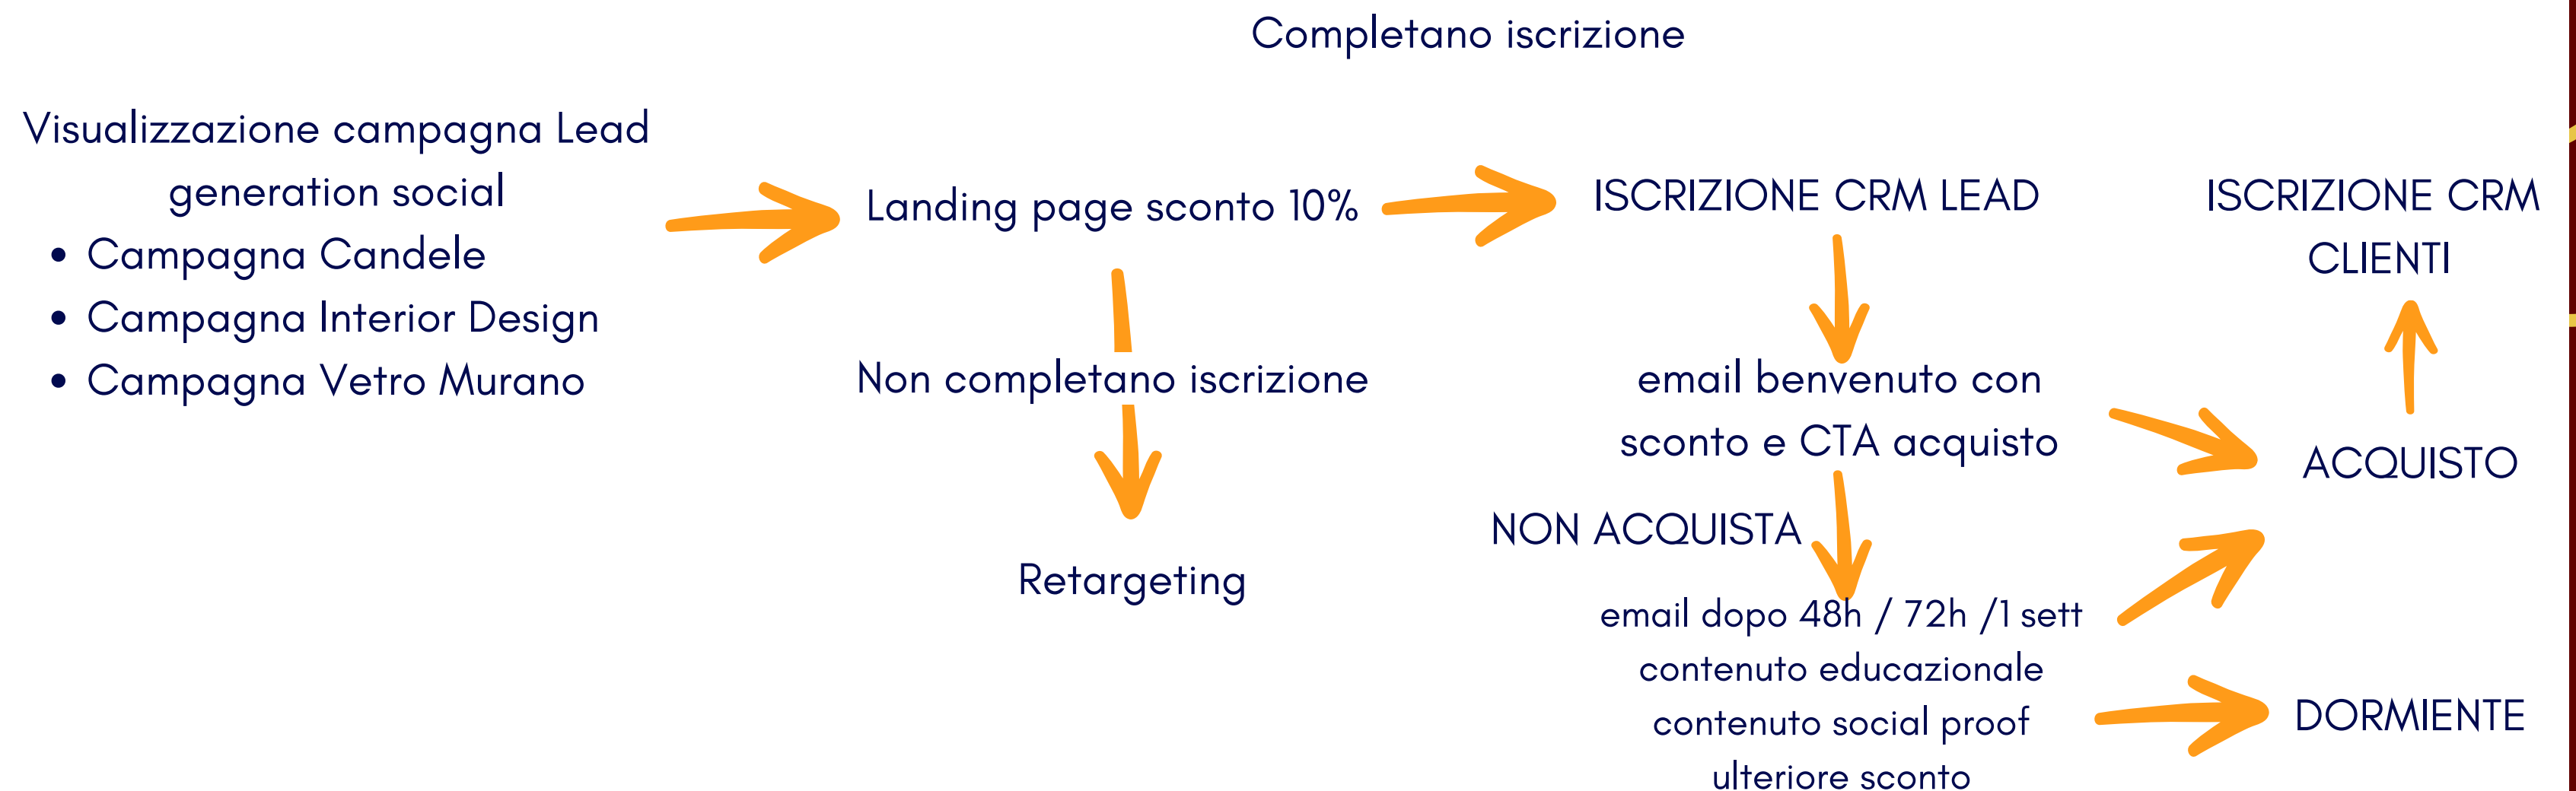 Completano iscrizione
Visualizzazione campagna Lead
generation social
• Campagna Candele
• Campagna Interior Design
• Campagna Vetro Murano
Landing page sconto 10%
Non completano iscrizione
Retargeting
ISCRIZIONE CRM LEAD
email benvenuto con
sconto e CTA acquisto
NON ACQUISTA
email dopo 48h / 72h /1 sett
contenuto educazionale
contenuto social proof
ulteriore sconto
ISCRIZIONE CRM
CLIENTI
ACQUISTO
DORMIENTE